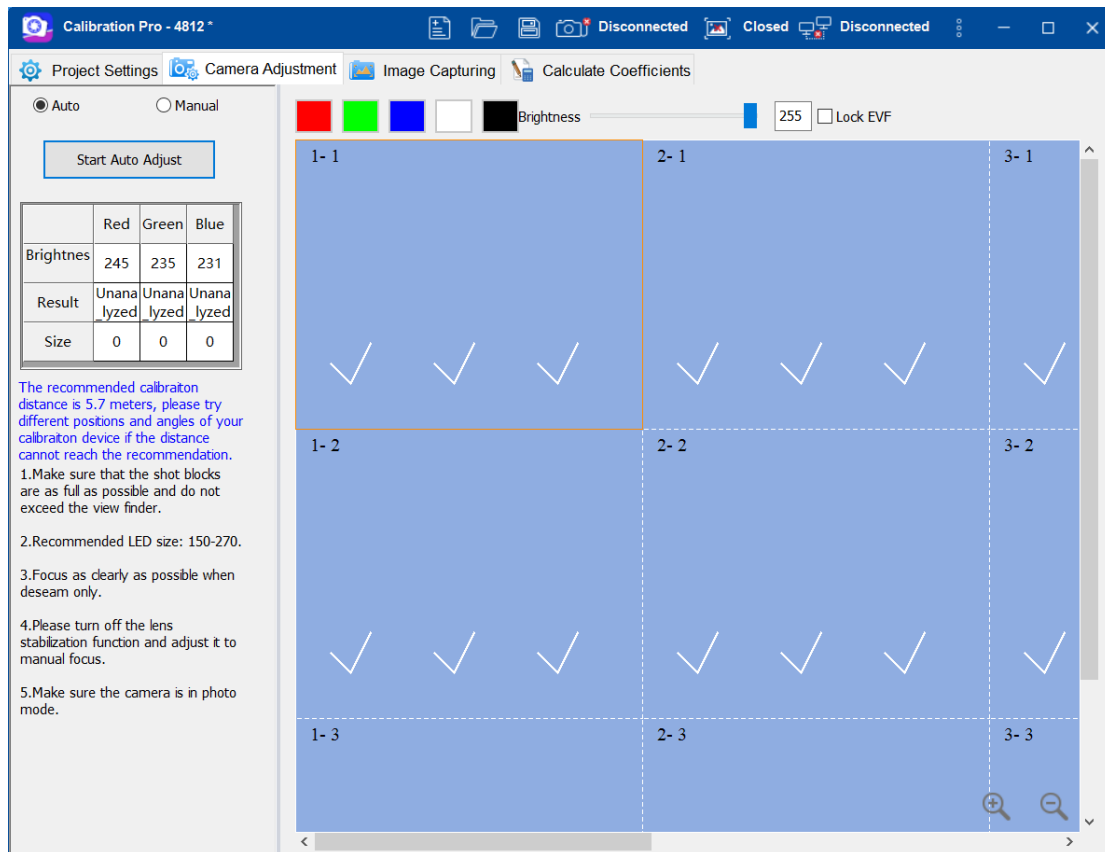 Calibration Pro - 4812 *
Disconnected
Closed
Disconnected
Project Settings
Camera Adjustment
Image Capturing
Calculate Coefficients
Auto
Manual
Brightness
255
Lock EVF
Start Auto Adjust
Red Green Blue
Brightnes 245 235 231
Result Unana Unana Unana
_lyzed _lyzed _lyzed
Size 0 0 0
The recommended calibraiton
distance is 5.7 meters, please try
different positions and angles of your
calibraiton device if the distance
cannot reach the recommendation.
1.Make sure that the shot blocks
are as full as possible and do not
exceed the view finder.
2.Recommended LED size: 150-270.
3.Focus as clearly as possible when
deseam only.
4.Please turn off the lens
stabilization function and adjust it to
manual focus.
5.Make sure the camera is in photo
mode.
1- 1
2- 1
3- 1
1- 2
2- 2
3- 2
1- 3
2- 3
3- 3